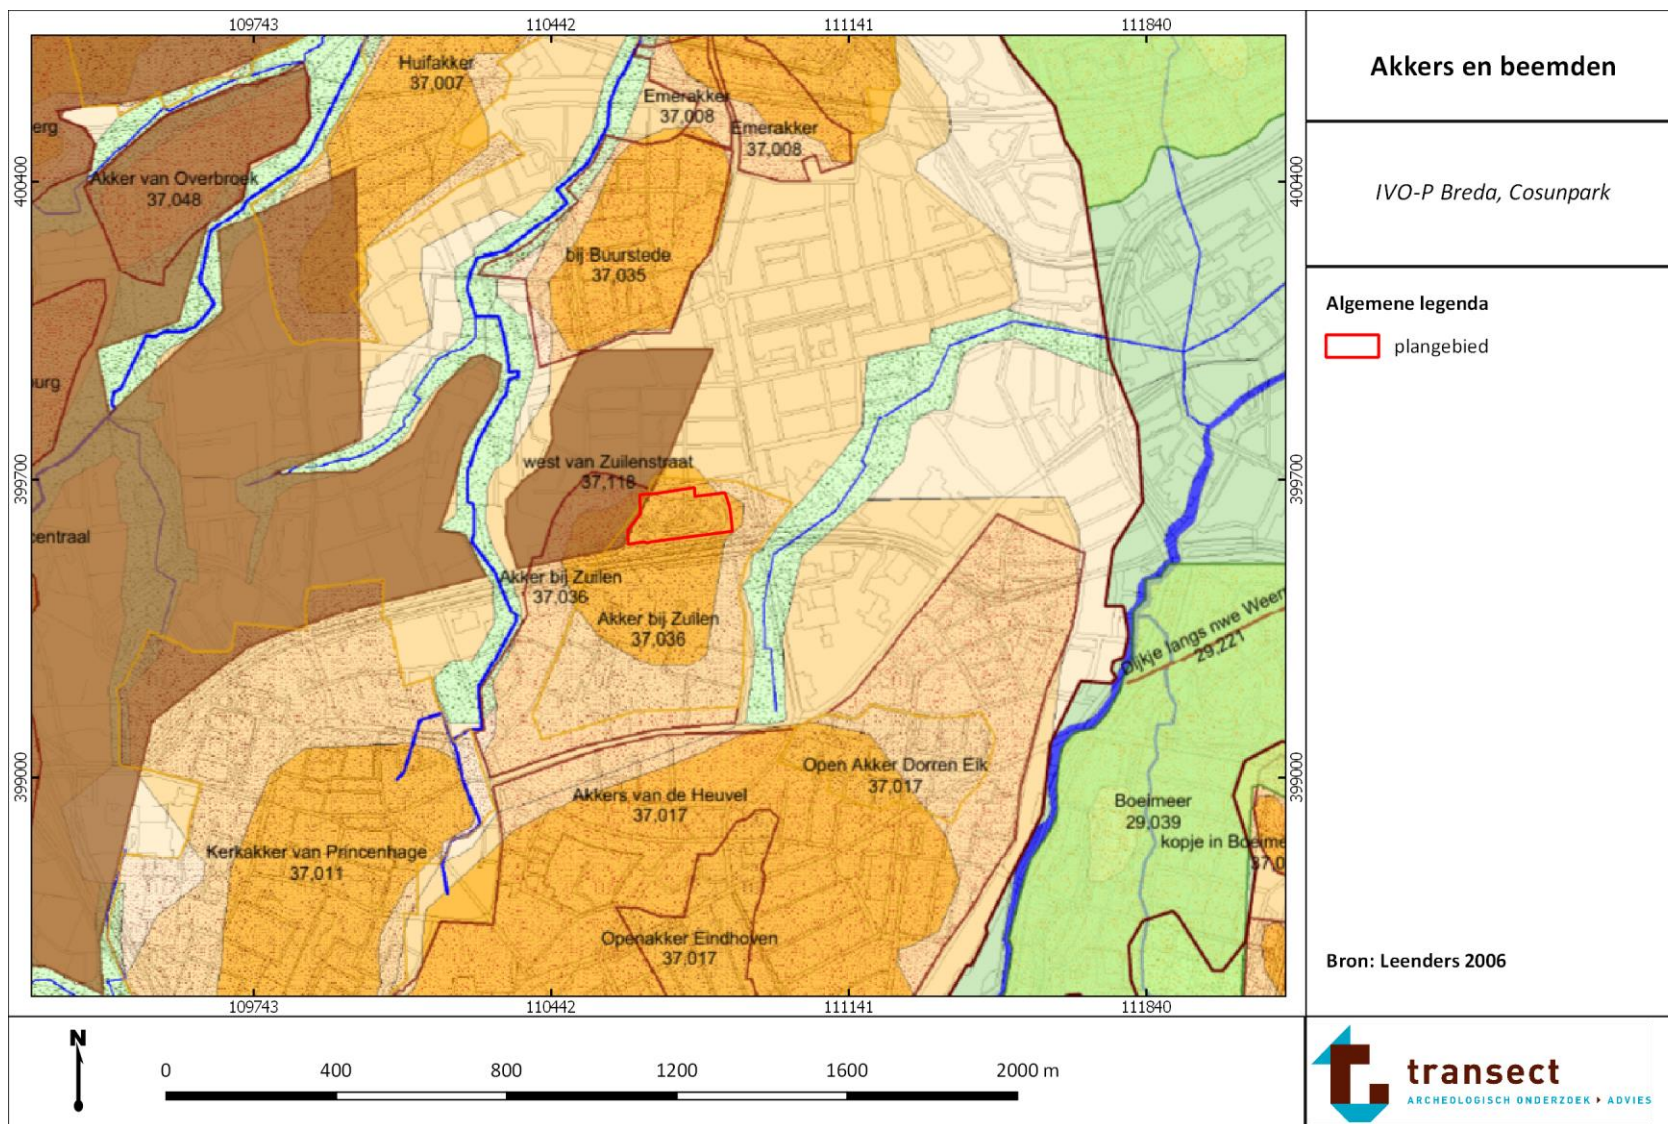 109743
110442
111141
111840
Huifakker
37,007
Emerakker
37,008
Emerakker
37,008
erg
Akker van Overbroek
37,048
400400
400400
bij Buurstede
37,035
urg
west van Zuilenstraat
37,118
399700
399700
centraal
Akker bij Zuilen
37,036
Akker bij Zuilen
37,036
Dijkje langs nwe Weer
29,221
Open Akker Dorren Eik
37,017
399000
399000
Akkers van de Heuvel
37,017
Boeimeer
29,039
kopje in Boeime
37,0
Kerkakker van Princenhage
37,011
Openakker Eindhoven
37,017
109743
110442
111141
111840
Akkers en beemden
IVO-P Breda, Cosunpark
Algemene legenda
plangebied
Bron: Leenders 2006
N
0
400
800
1200
1600
2000 m
transect
ARCHEOLOGISCH ONDERZOEK ▸ ADVIES